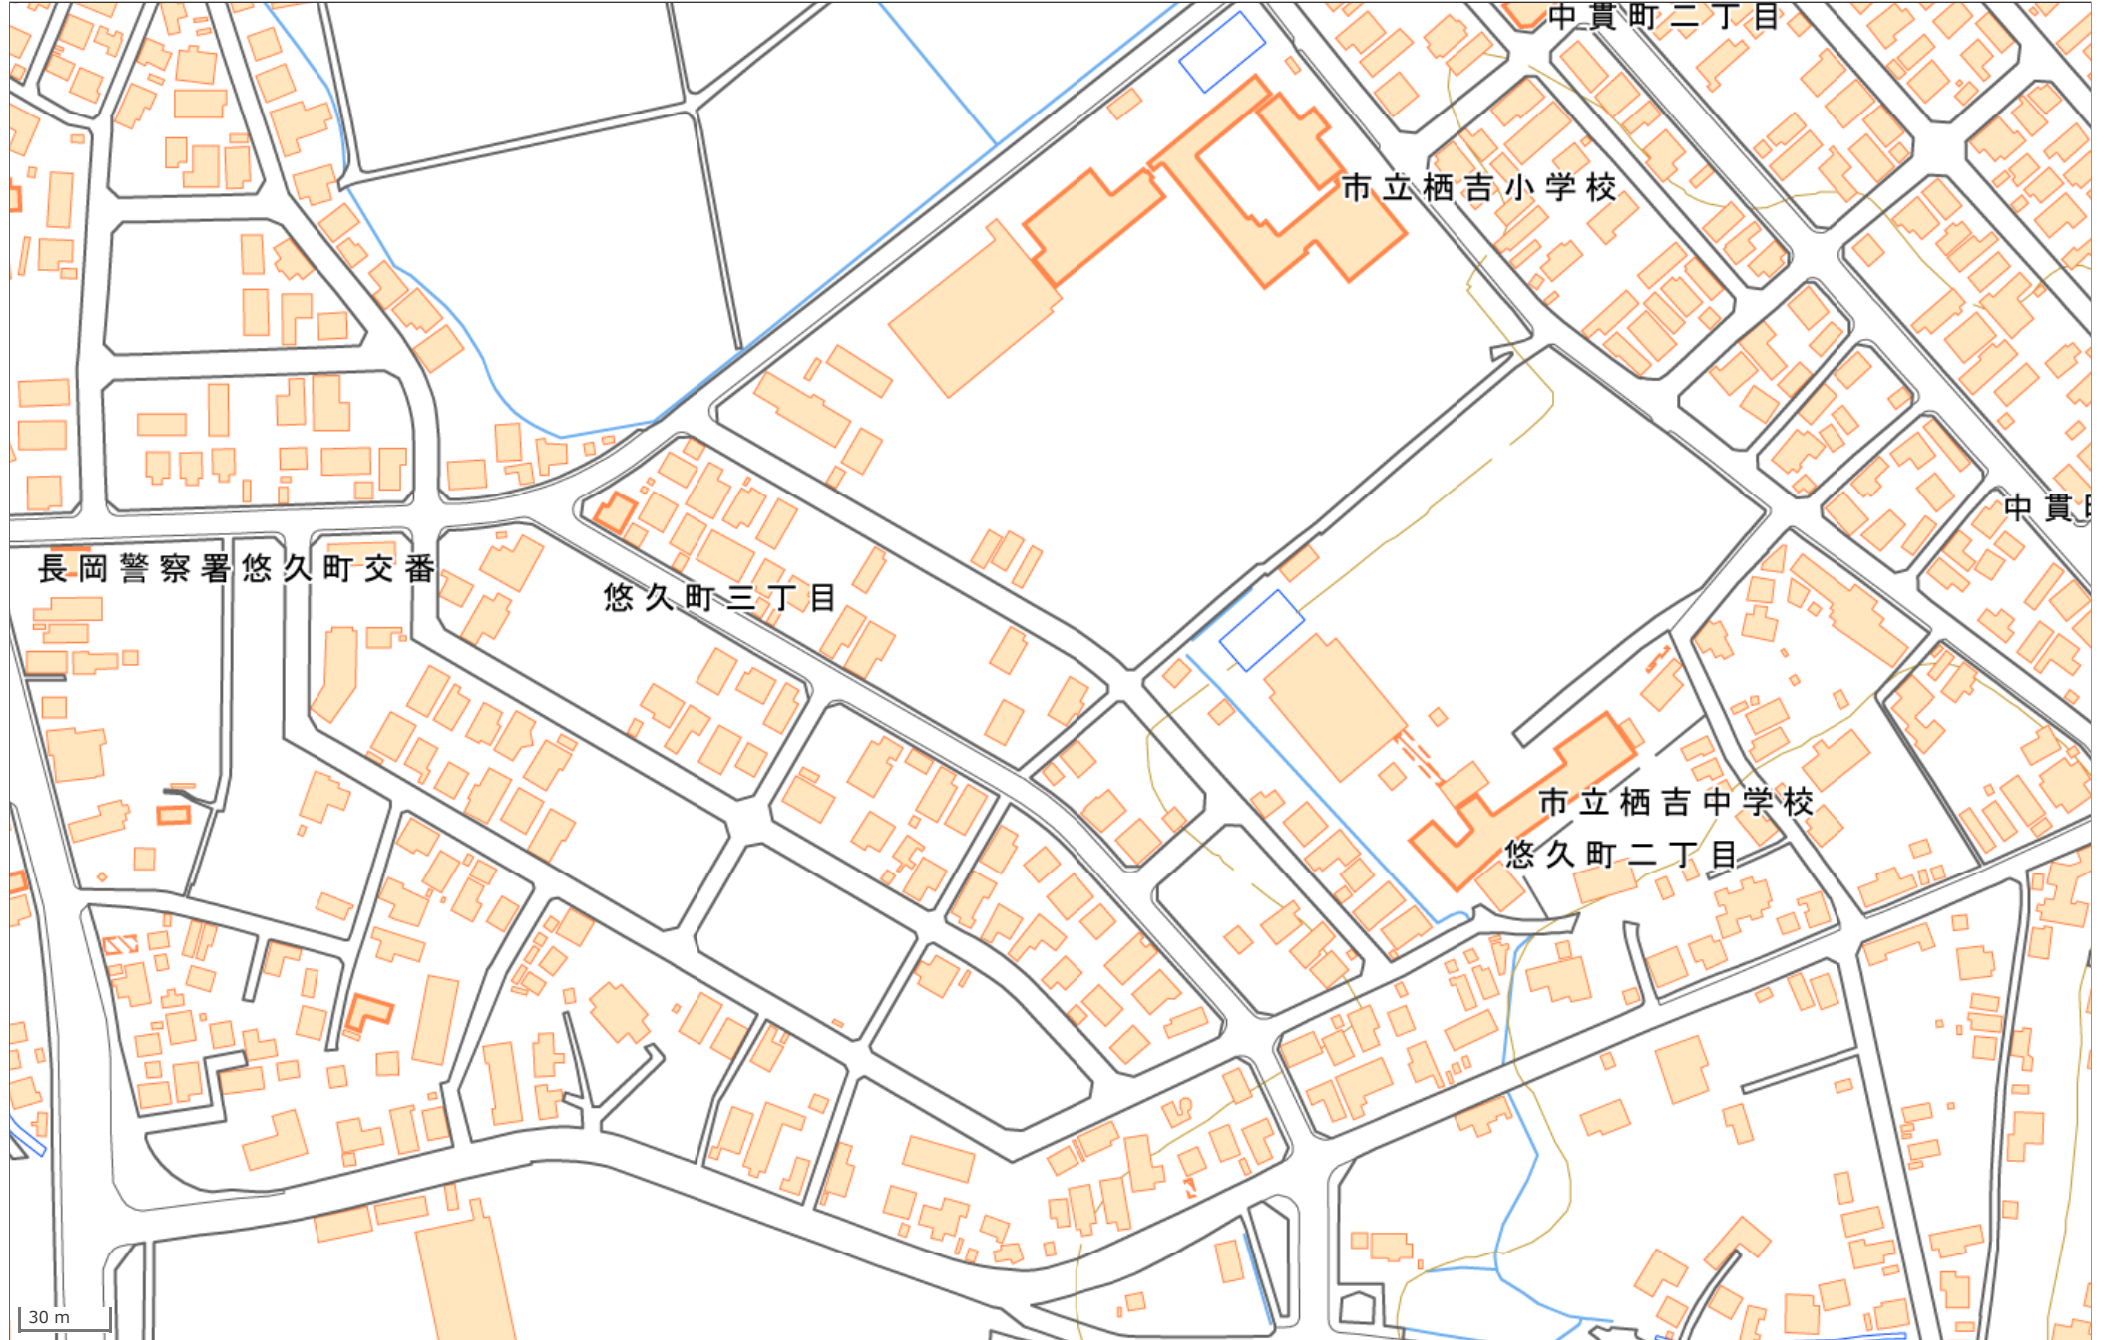 中貫町二丁目
市立栖吉小学校
中貫町
長岡警察署悠久町交番
悠久町三丁目
市立栖吉中学校
悠久町二丁目
30 m